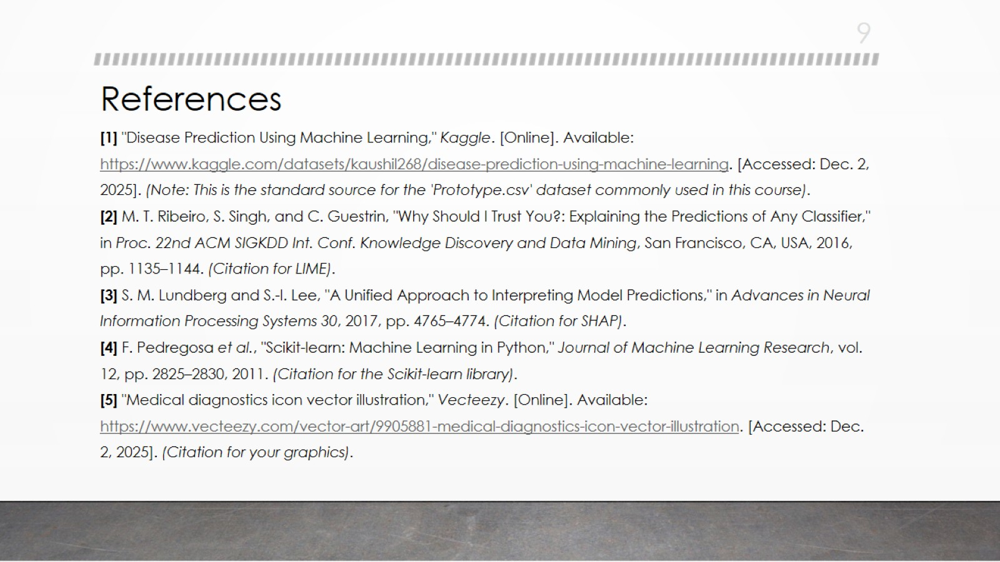 9
References
[1] "Disease Prediction Using Machine Learning," Kaggle. [Online]. Available:
https://www.kaggle.com/datasets/kaushil268/disease-prediction-using-machine-learning. [Accessed: Dec. 2,
2025]. (Note: This is the standard source for the 'Prototype.csv' dataset commonly used in this course).
[2] M. T. Ribeiro, S. Singh, and C. Guestrin, "Why Should I Trust You?: Explaining the Predictions of Any Classifier,"
in Proc. 22nd ACM SIGKDD Int. Conf. Knowledge Discovery and Data Mining, San Francisco, CA, USA, 2016,
pp. 1135–1144. (Citation for LIME).
[3] S. M. Lundberg and S.-I. Lee, "A Unified Approach to Interpreting Model Predictions," in Advances in Neural
Information Processing Systems 30, 2017, pp. 4765–4774. (Citation for SHAP).
[4] F. Pedregosa et al., "Scikit-learn: Machine Learning in Python," Journal of Machine Learning Research, vol.
12, pp. 2825–2830, 2011. (Citation for the Scikit-learn library).
[5] "Medical diagnostics icon vector illustration," Vecteezy. [Online]. Available:
https://www.vecteezy.com/vector-art/9905881-medical-diagnostics-icon-vector-illustration. [Accessed: Dec.
2, 2025]. (Citation for your graphics).